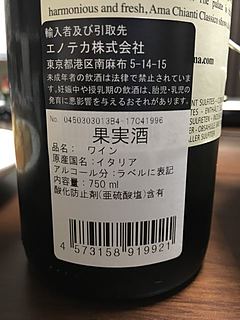 harmonious and fresh, Ama Chianti Classico show
輸入者及び引取先
エノテカ株式会社
東京都港区南麻布 5-14-15
未成年者の飲酒は法律で禁止されていま
す。妊娠中や授乳期の飲酒は、胎児・乳児の
発育に悪影響を与えるおそれがあります。
No. 0450303013B4-17C41996
果実酒
品名: ワイン
原産国名:イタリア
アルコール分:ラベルに表記
内容量:750 ml
酸化防止剤(亜硫酸塩)含有
4 573158 919921